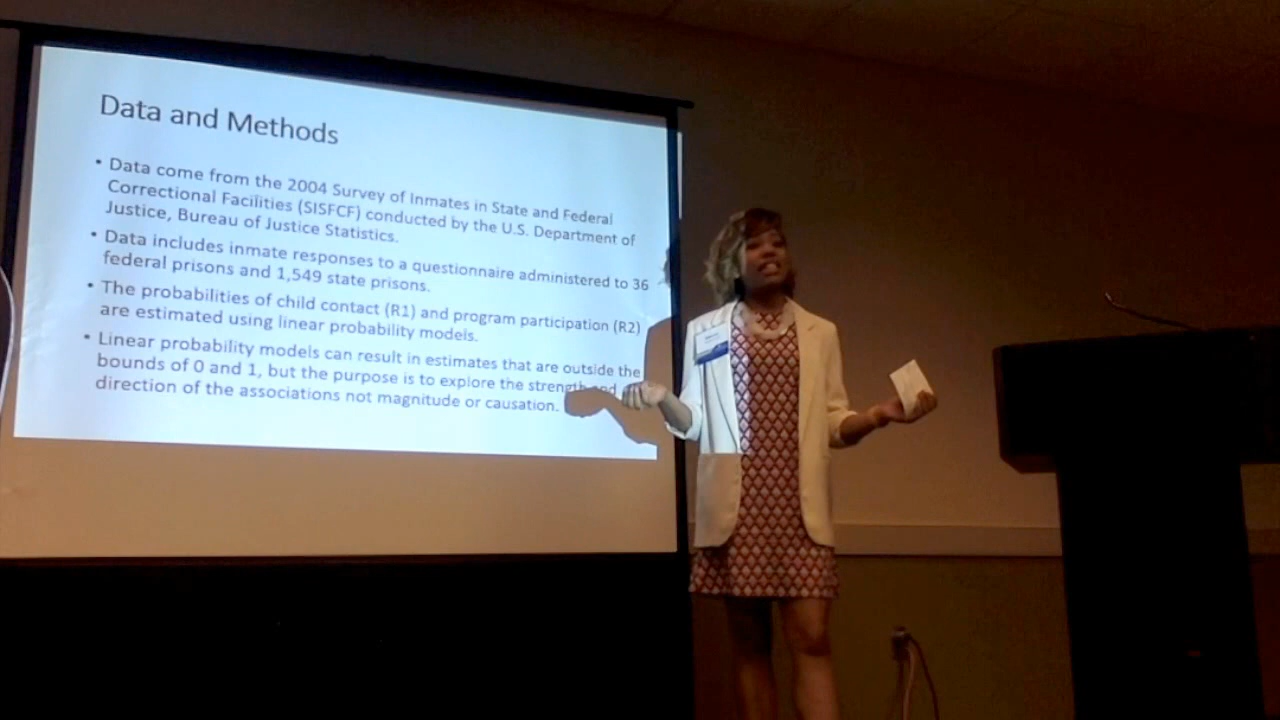 Data and Methods
• Data come from the 2004 Survey of Inmates in State and Federal
Correctional Facilities (SISFCF) conducted by the U.S. Department of
Justice, Bureau of Justice Statistics.
• Data includes inmate responses to a questionnaire administered to 36
federal prisons and 1,549 state prisons.
• The probabilities of child contact (R1) and program participation (R2)
are estimated using linear probability models.
• Linear probability models can result in estimates that are outside the
bounds of 0 and 1, but the purpose is to explore the strength and
direction of the associations not magnitude or causation.